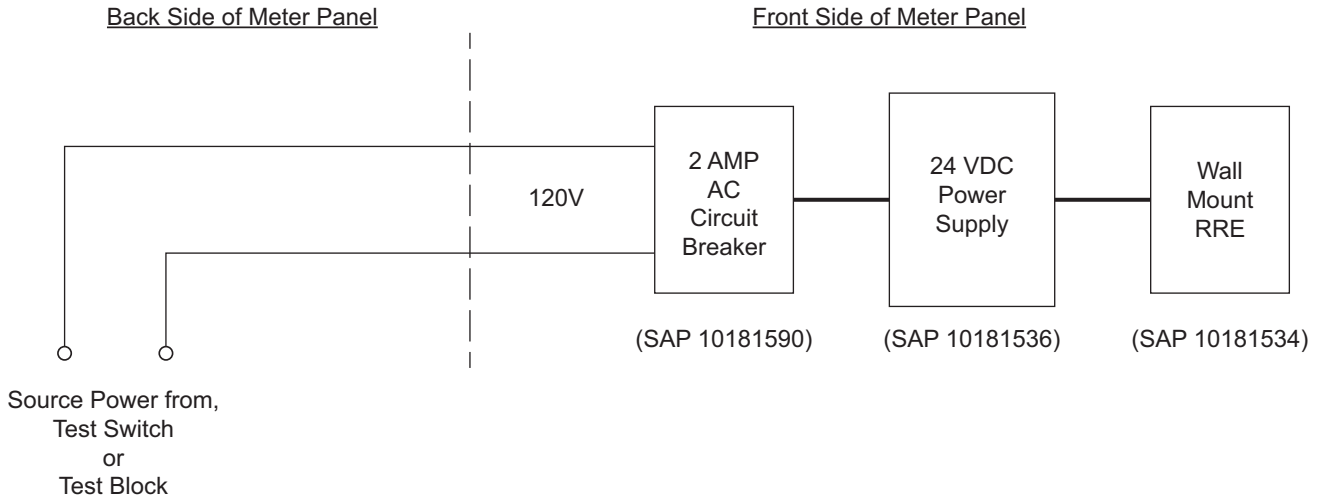 Back Side of Meter Panel
Front Side of Meter Panel
120V
2 AMP
AC
Circuit
Breaker
24 VDC
Power
Supply
Wall
Mount
RRE
(SAP 10181590)
(SAP 10181536)
(SAP 10181534)
Source Power from,
Test Switch
or
Test Block